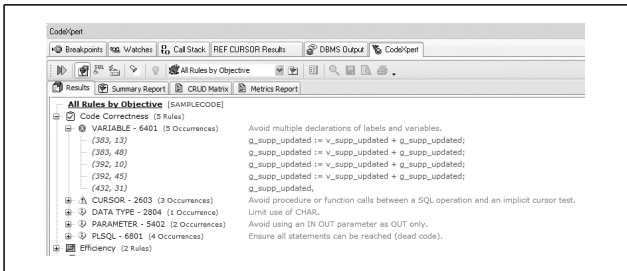 CodeXpert
Breakpoints Watches Call Stack REF CURSOR Results DBMS Output CodeXpert
SQL All Rules by Objective
Results Summary Report CRUD Matrix Metrics Report
All Rules by Objective [SAMPLECODE]
Code Correctness (5 Rules)
VARIABLE - 6401 (5 Occurrences) Avoid multiple declarations of labels and variables.
(383, 13) g_supp_updated := v_supp_updated + g_supp_updated;
(383, 48) g_supp_updated := v_supp_updated + g_supp_updated;
(392, 10) g_supp_updated := v_supp_updated + g_supp_updated;
(392, 45) g_supp_updated := v_supp_updated + g_supp_updated;
(432, 31) g_supp_updated,
CURSOR - 2603 (3 Occurrences) Avoid procedure or function calls between a SQL operation and an implicit cursor test.
DATA TYPE - 2804 (1 Occurrence) Limit use of CHAR.
PARAMETER - 5402 (2 Occurrences) Avoid using an IN OUT parameter as OUT only.
PLSQL - 6801 (4 Occurrences) Ensure all statements can be reached (dead code).
Efficiency (2 Rules)